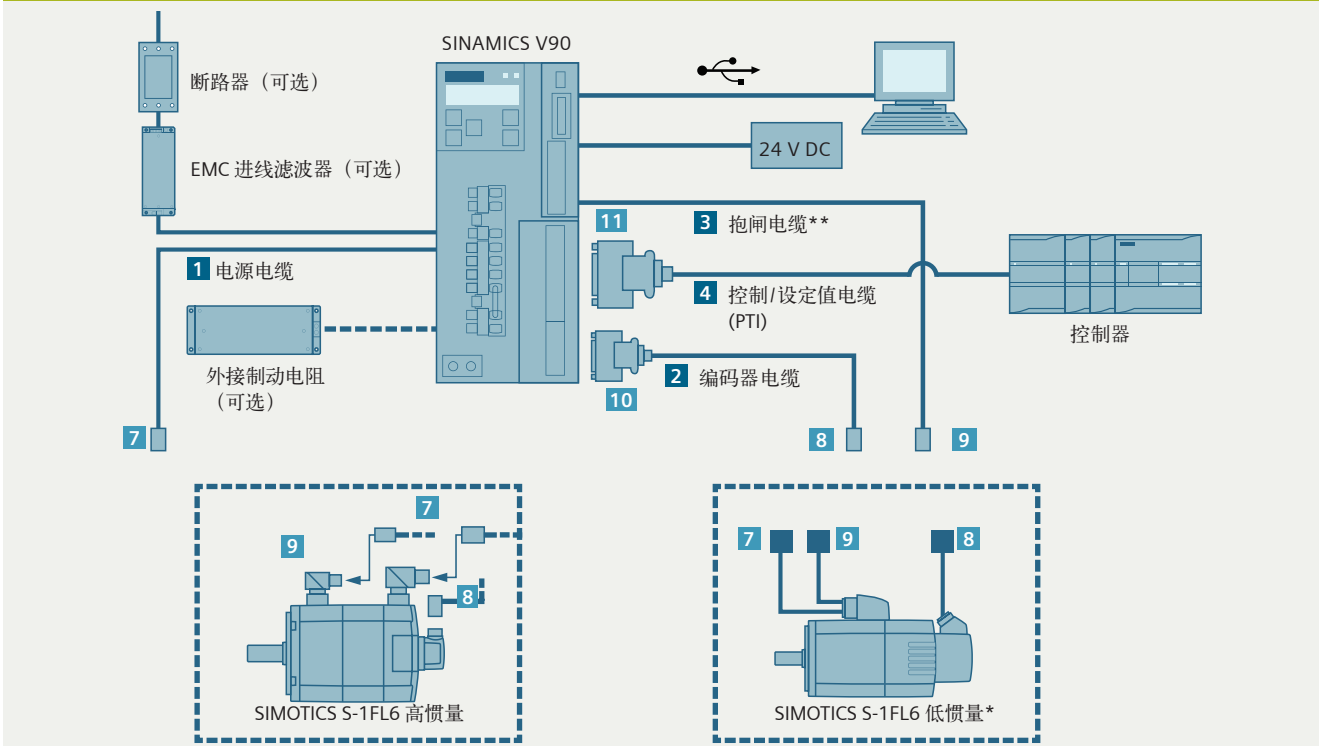 SINAMICS V90
断路器（可选）
EMC 进线滤波器（可选）
24 V DC
11
3 抱闸电缆**
1 电源电缆
4 控制/设定值电缆
(PTI)
控制器
外接制动电阻
（可选）
2 编码器电缆
10
7
8
9
7
9
8
SIMOTICS S-1FL6 高惯量
7
9
8
SIMOTICS S-1FL6 低惯量*